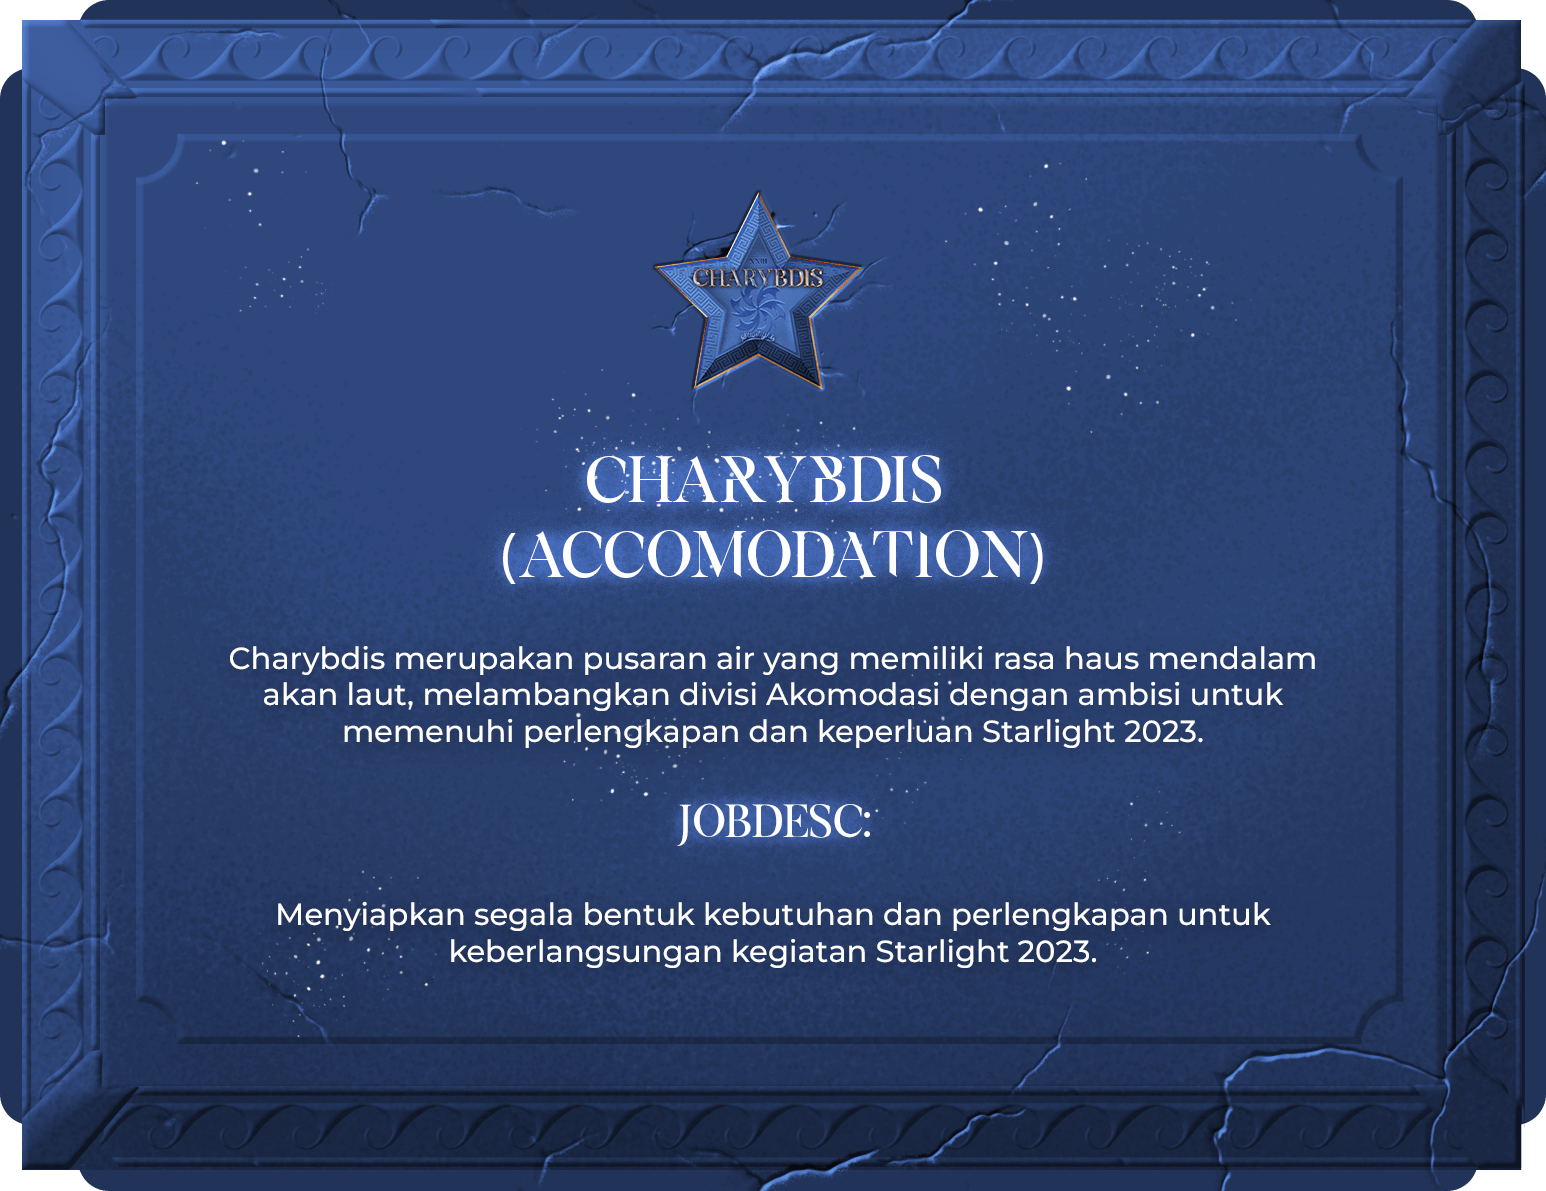 XXIII
CHARYBDIS
CHARYBDIS
(ACCOMODATION)
Charybdis merupakan pusaran air yang memiliki rasa haus mendalam
akan laut, melambangkan divisi Akomodasi dengan ambisi untuk
memenuhi perlengkapan dan keperluan Starlight 2023.
JOBDESC:
Menyiapkan segala bentuk kebutuhan dan perlengkapan untuk
keberlangsungan kegiatan Starlight 2023.